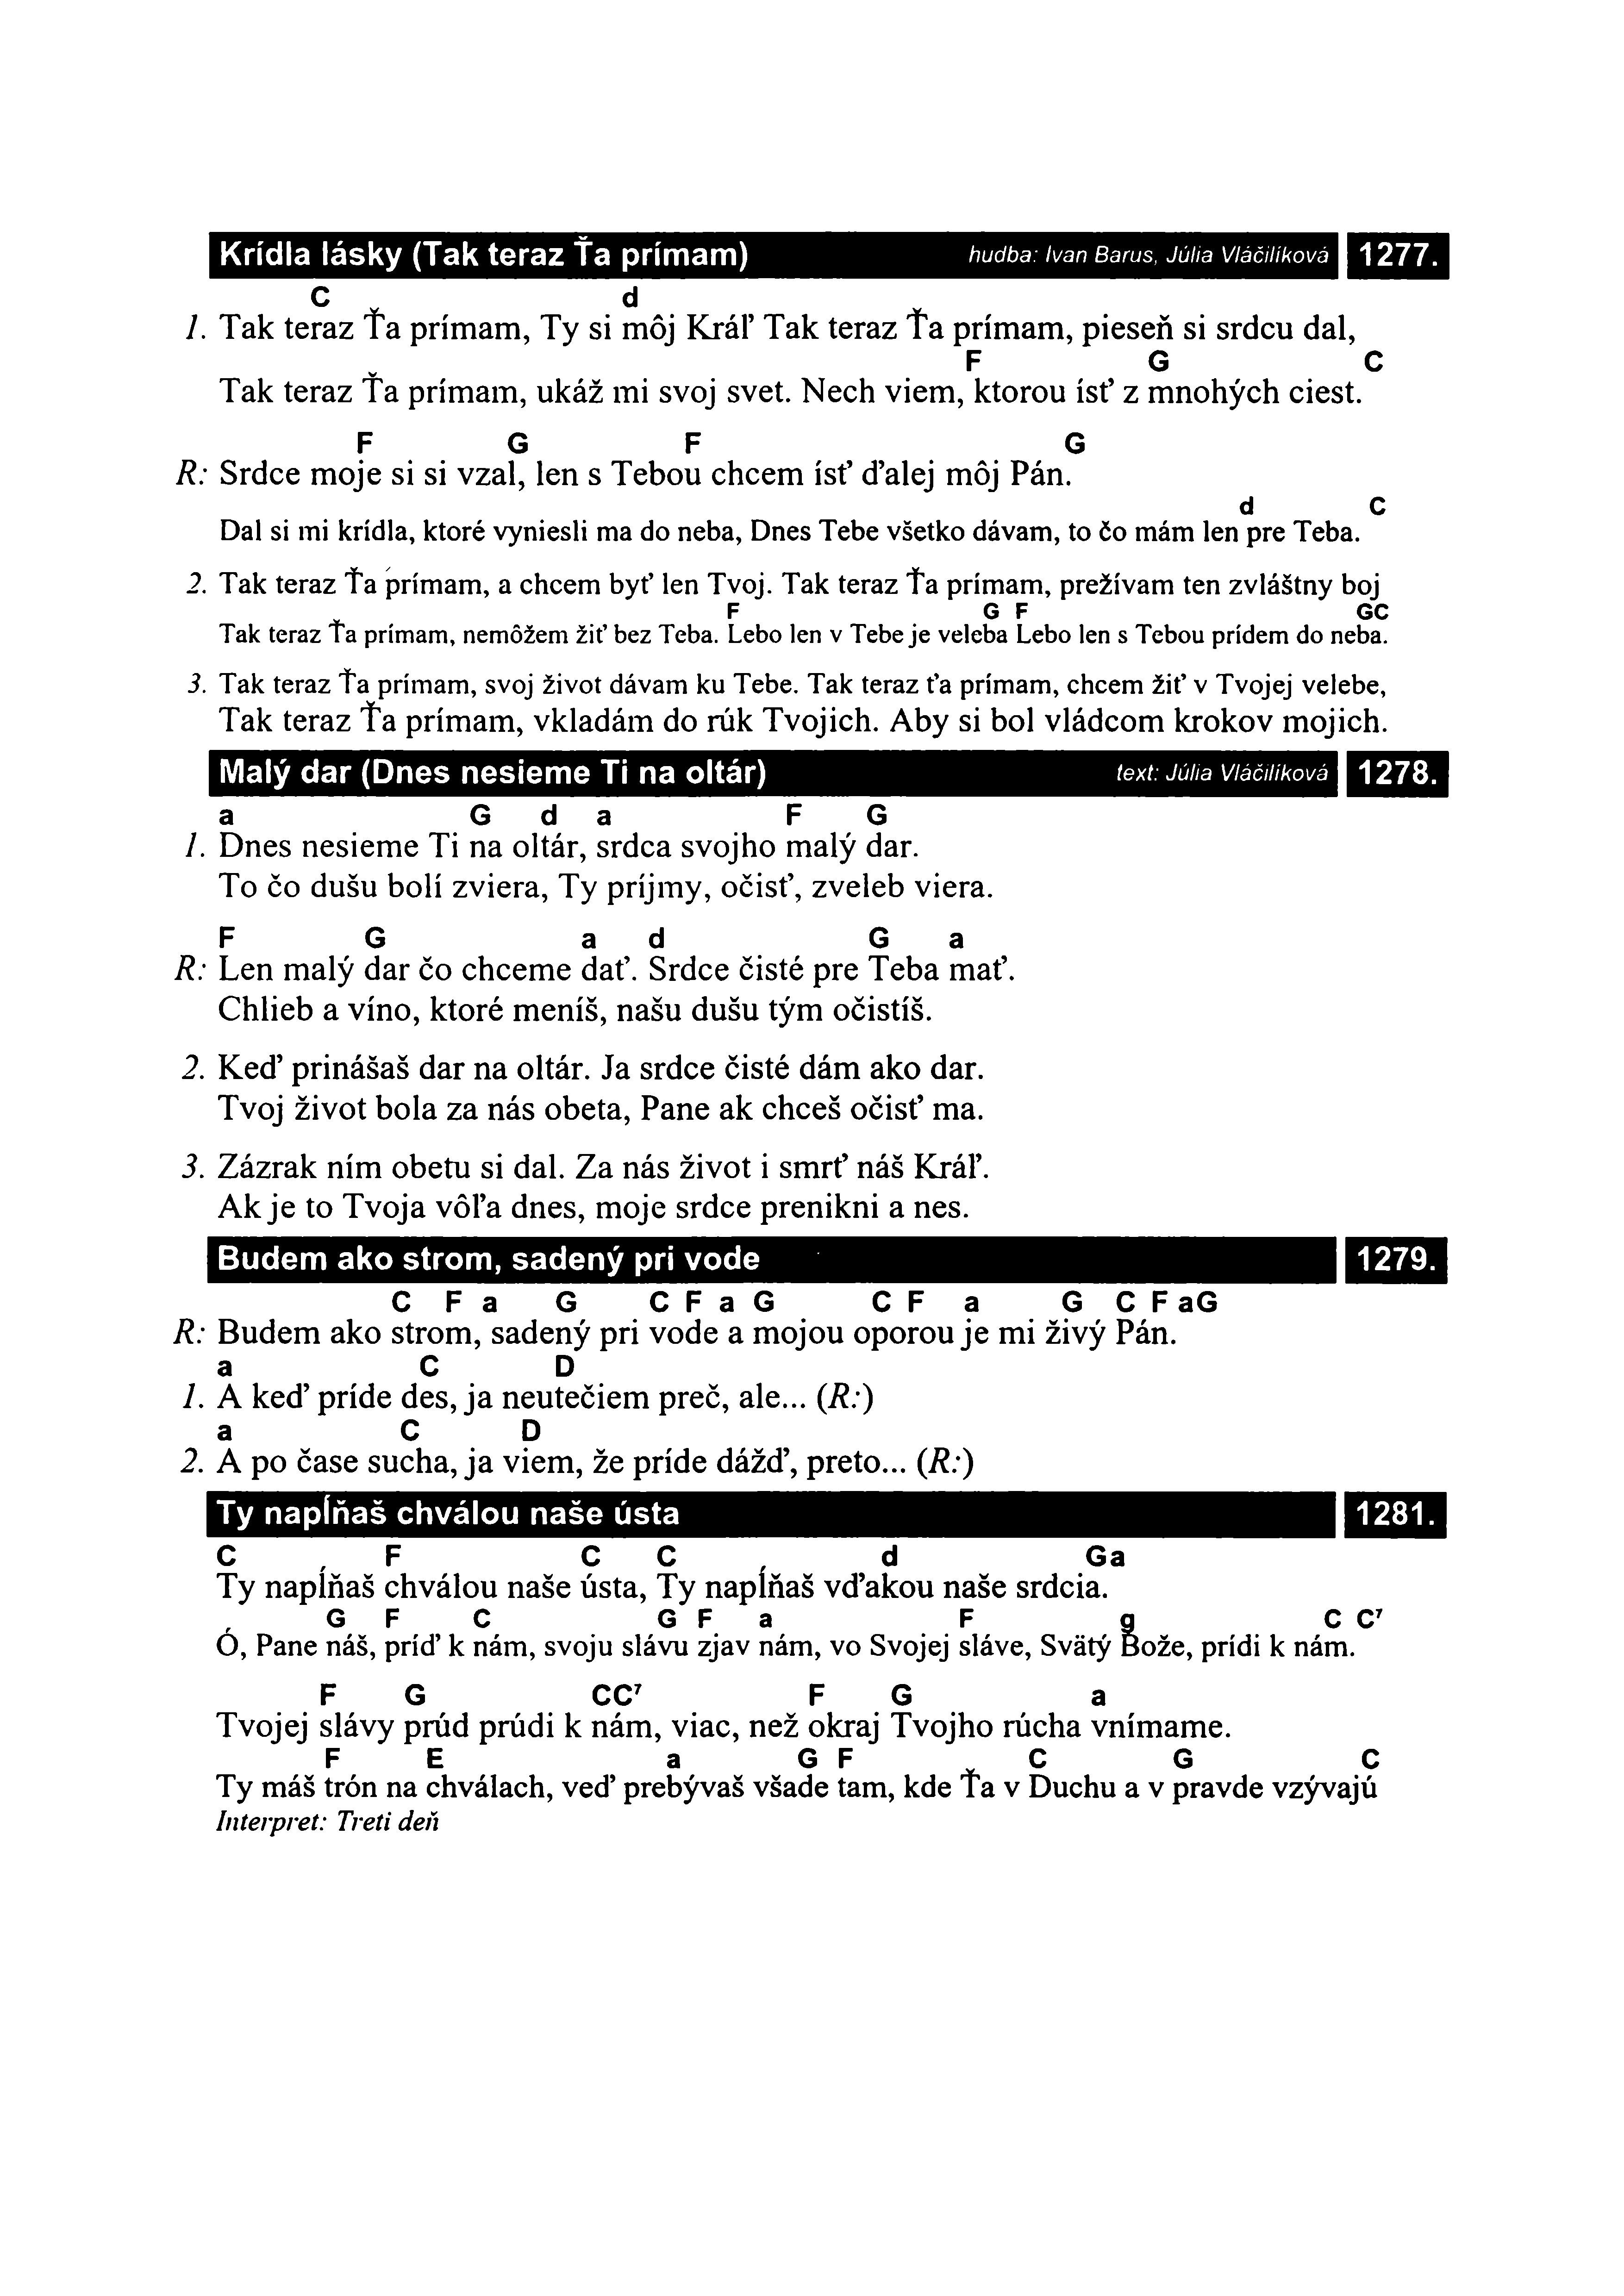 Krídla lásky (Tak teraz Ťa prímam) hudba: Ivan Barus, Júlia Vláčilíková 1277.
C d
1. Tak teraz Ťa prímam, Ty si môj Kráľ Tak teraz Ťa prímam, pieseň si srdcu dal,
F G C
Tak teraz Ťa prímam, ukáž mi svoj svet. Nech viem, ktorou ísť z mnohých ciest.
F G F G
R: Srdce moje si si vzal, len s Tebou chcem ísť ďalej môj Pán.
d C
Dal si mi krídla, ktoré vyniesli ma do neba, Dnes Tebe všetko dávam, to čo mám len pre Teba.
2. Tak teraz Ťa prímam, a chcem byť len Tvoj. Tak teraz Ťa prímam, prežívam ten zvláštny boj
F G F GC
Tak teraz Ťa prímam, nemôžem žiť bez Teba. Lebo len v Tebe je veleba Lebo len s Tebou prídem do neba.
3. Tak teraz Ťa prímam, svoj život dávam ku Tebe. Tak teraz ťa prímam, chcem žiť v Tvojej velebe,
Tak teraz Ťa prímam, vkladám do rúk Tvojich. Aby si bol vládcom krokov mojich.
Malý dar (Dnes nesieme Ti na oltár) text: Júlia Vláčilíková 1278.
a G d a F G
1. Dnes nesieme Ti na oltár, srdca svojho malý dar.
To čo dušu bolí zviera, Ty príjmy, očisť, zveleb viera.
F G a d G a
R: Len malý dar čo chceme dať. Srdce čisté pre Teba mať.
Chlieb a víno, ktoré meníš, našu dušu tým očistíš.
2. Keď prinášaš dar na oltár. Ja srdce čisté dám ako dar.
Tvoj život bola za nás obeta, Pane ak chceš očisť ma.
3. Zázrak ním obetu si dal. Za nás život i smrť náš Kráľ.
Ak je to Tvoja vôľa dnes, moje srdce prenikni a nes.
Budem ako strom, sadený pri vode 1279.
C F a G C F a G C F a G C F aG
R: Budem ako strom, sadený pri vode a mojou oporou je mi živý Pán.
a C D
1. A keď príde des, ja neutečiem preč, ale... (R:)
a C D
2. A po čase sucha, ja viem, že príde dážď, preto... (R:)
Ty napĺňaš chválou naše ústa 1281.
C F C C d Ga
Ty napĺňaš chválou naše ústa, Ty napĺňaš vďakou naše srdcia.
G F C G F a F g C C7
Ó, Pane náš, príď k nám, svoju slávu zjav nám, vo Svojej sláve, Svätý Bože, prídi k nám.
F G CC7 F G a
Tvojej slávy prúd prúdi k nám, viac, než okraj Tvojho rúcha vnímame.
F E a G F C G C
Ty máš trón na chválach, veď prebývaš všade tam, kde Ťa v Duchu a v pravde vzývajú
Interpret: Treti deň